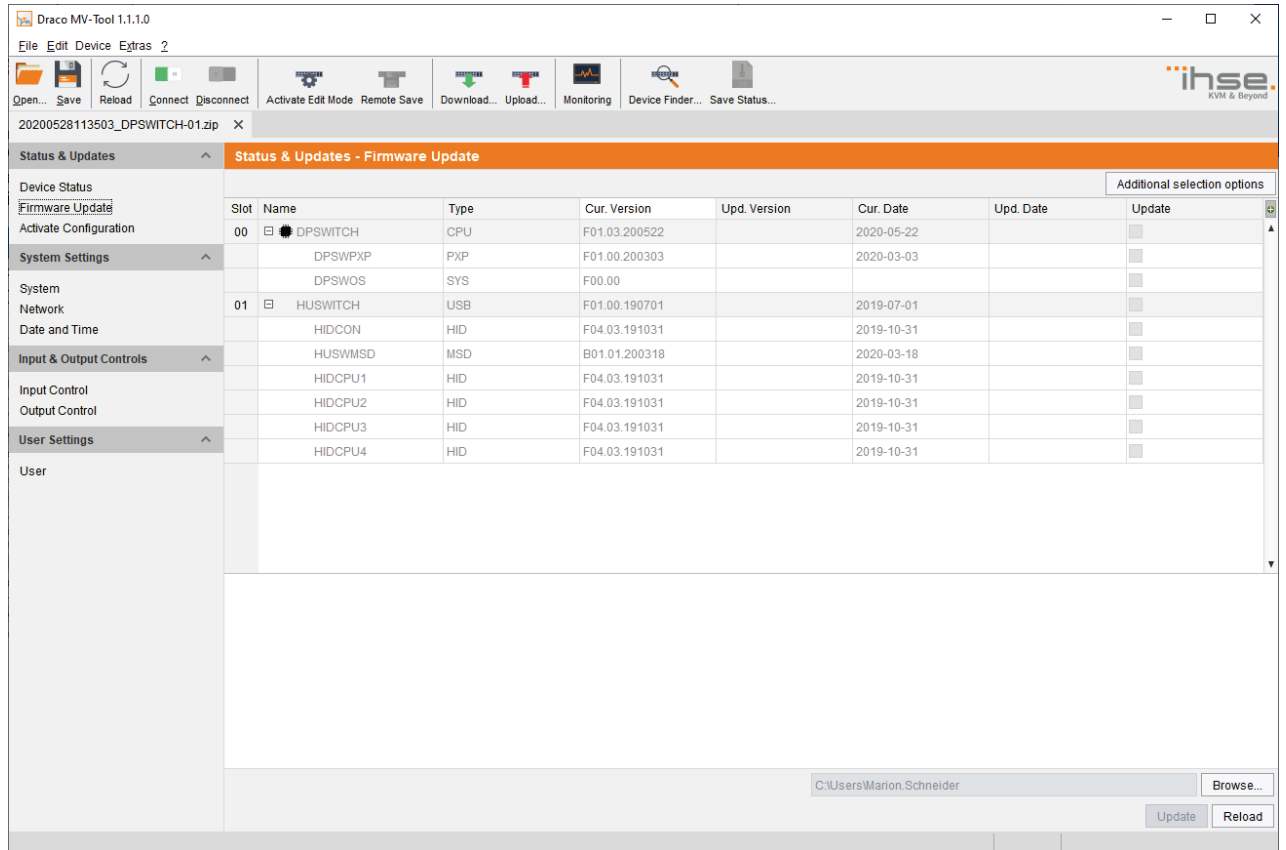 Draco MV-Tool 1.1.1.0
File Edit Device Extras ?
Open... Save Reload Connect Disconnect Activate Edit Mode Remote Save Download... Upload... Monitoring Device Finder... Save Status...
ihse.
KVM & Beyond
20200528113503_DPSWITCH-01.zip
Status & Updates
Device Status
Firmware Update
Activate Configuration
System Settings
System
Network
Date and Time
Input & Output Controls
Input Control
Output Control
User Settings
User
Status & Updates - Firmware Update
Additional selection options
Slot Name Type Cur. Version Upd. Version Cur. Date Upd. Date Update
00 DPSWITCH CPU F01.03.200522 2020-05-22
DPSWPXP PXP F01.00.200303 2020-03-03
DPSWOS SYS F00.00
01 HUSWITCH USB F01.00.190701 2019-07-01
HIDCON HID F04.03.191031 2019-10-31
HUSWMSD MSD B01.01.200318 2020-03-18
HIDCPU1 HID F04.03.191031 2019-10-31
HIDCPU2 HID F04.03.191031 2019-10-31
HIDCPU3 HID F04.03.191031 2019-10-31
HIDCPU4 HID F04.03.191031 2019-10-31
C:\Users\Marion.Schneider
Browse...
Update Reload